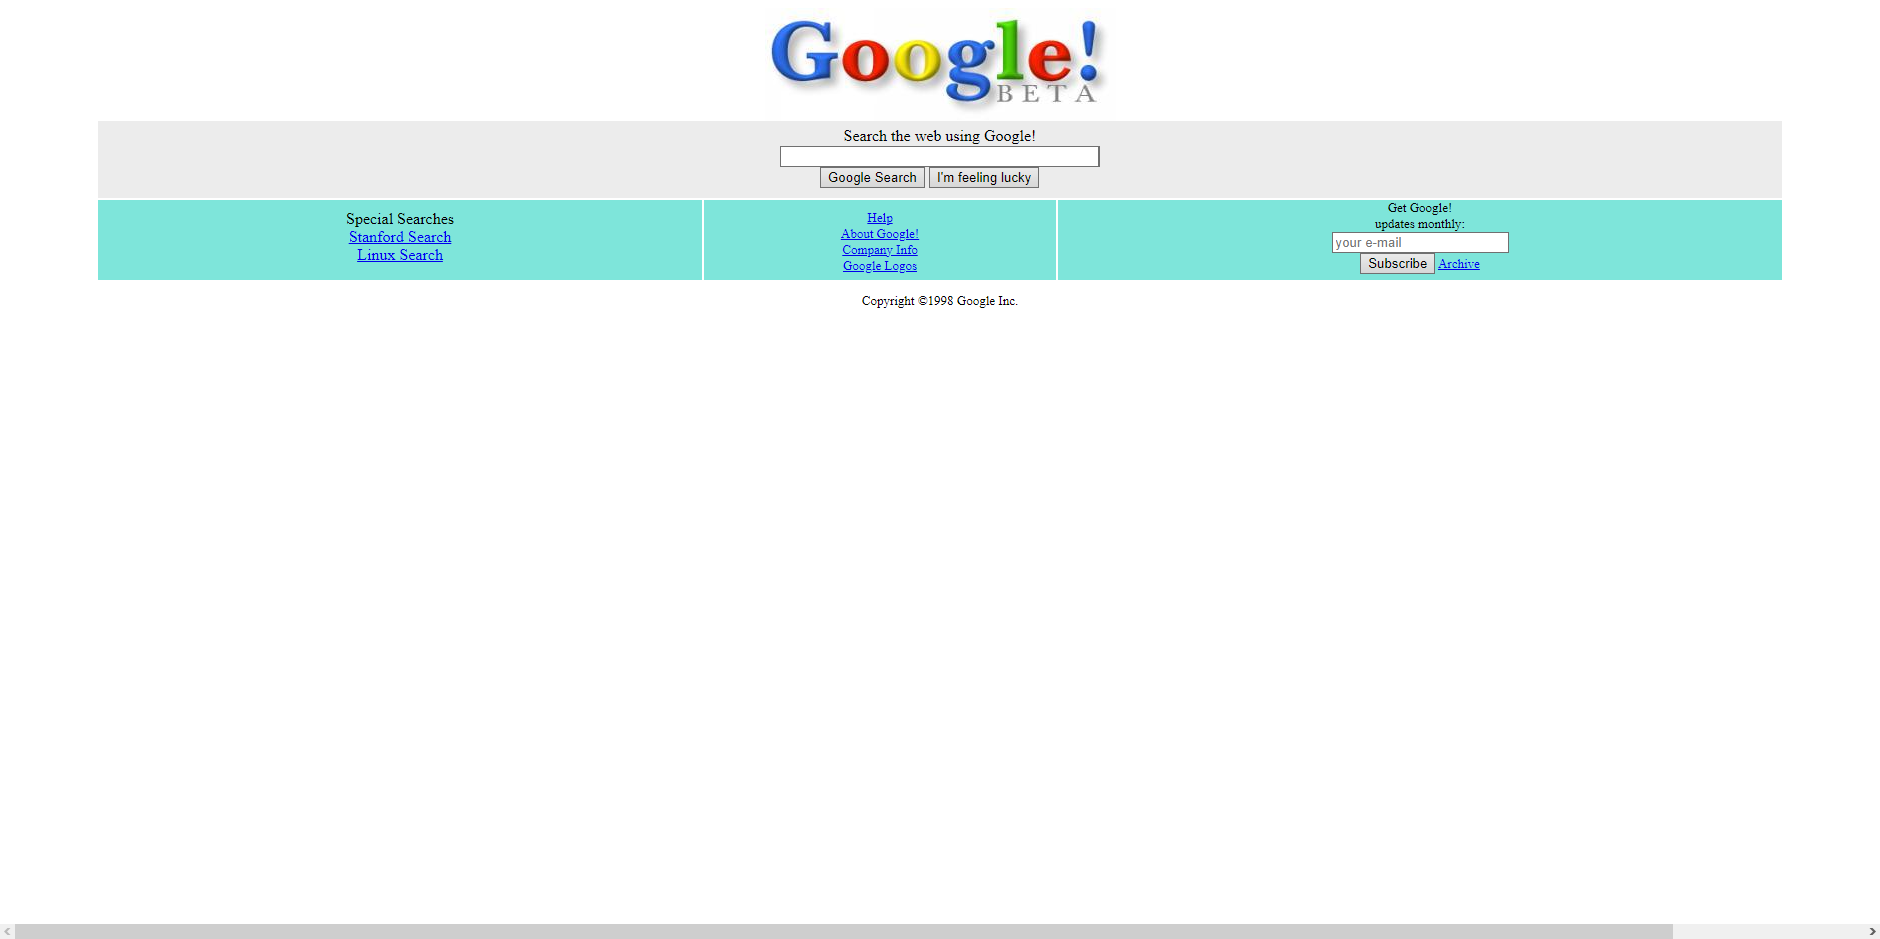 Google!
BETA
Search the web using Google!
Google Search I'm feeling lucky
Special Searches
Stanford Search
Linux Search
Help
About Google!
Company Info
Google Logos
Get Google!
updates monthly:
your e-mail
Subscribe Archive
Copyright ©1998 Google Inc.